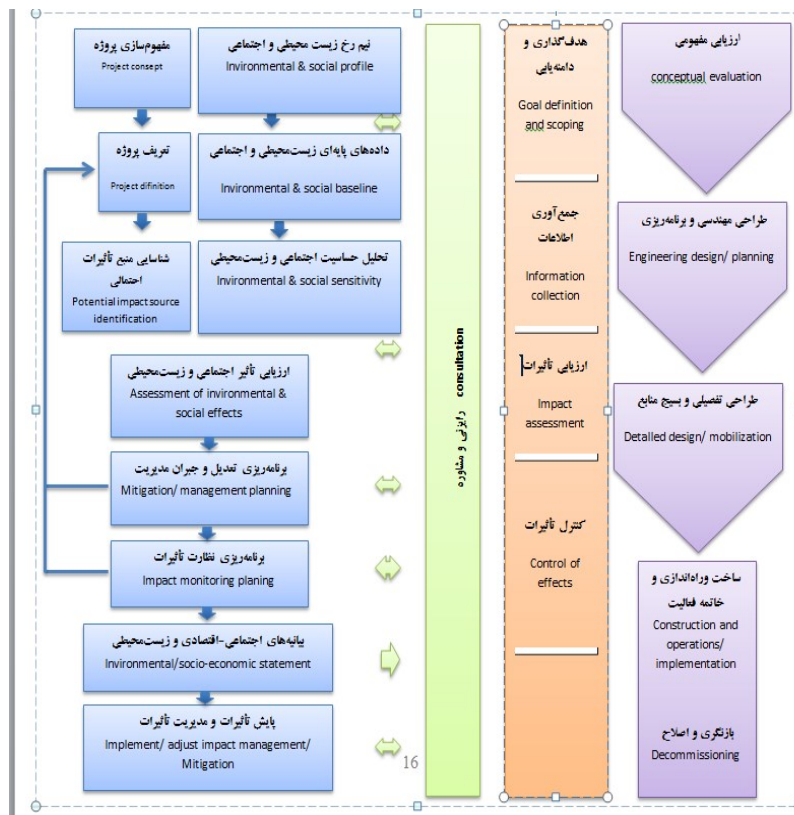 مفهوم‌سازی پروژه
Project consept
تعریف پروژه
Project difinition
شناسایی منبع تأثیرات
احتمالی
Potential impact source
identification
نیم رخ زیست محیطی و اجتماعی
Invironmental & social profile
داده‌های پایه‌ای زیست‌محیطی و اجتماعی
Invironmental & social baseline
تحلیل حساسیت اجتماعی و زیست‌محیطی
Invironmental & social sensitivity
ارزیابی تأثیر اجتماعی و زیست‌محیطی
Assessment of invironmental &
social effects
برنامه‌ریزی تعدیل و جبران مدیریت
Mitigation/ management planning
برنامه‌ریزی نظارت تأثیرات
Impact monitoring planing
بیانیه‌های اجتماعی-اقتصادی و زیست‌محیطی
Invironmental/socio-economic statement
پایش تأثیرات و مدیریت تأثیرات
Implement/ adjust impact management/
Mitigation
16
رایزنی و مشاوره consultation
هدف‌گذاری و
دامنه‌یابی
Goal definition
and scoping
جمع‌آوری
اطلاعات
Information
collection
ارزیابی تأثیرات
Impact
assessment
کنترل تأثیرات
Control of
effects
ارزیابی مفهومی
conceptual evaluation
طراحی مهندسی و برنامه‌ریزی
Engineering design/ planning
طراحی تفصیلی و بسیج منابع
Detailed design/ mobilization
ساخت وراه‌اندازی و
خاتمه فعالیت
Construction and
operations/
implementation
بازنگری و اصلاح
Decommissioning